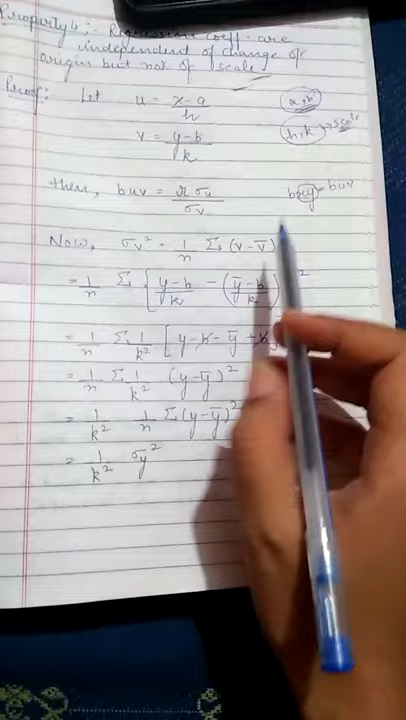 Property 4:- Regression coeff. are
independent of change of
origin but not of scale
Proof:- Let u = x-a/h (a, b)
v = y-b/k (h, k) → scale
then, buv = r σu/σv bxy = buv
Now, σv² = 1/n Σ (v-v̄)
= 1/n Σ { y-b/k - (ȳ-b/k) }²
= 1/n Σ 1/k² [ y-b-ȳ+b ]
= 1/n Σ 1/k² (y-ȳ)²
= 1/k² 1/n Σ(y-ȳ)²
= 1/k² σy²